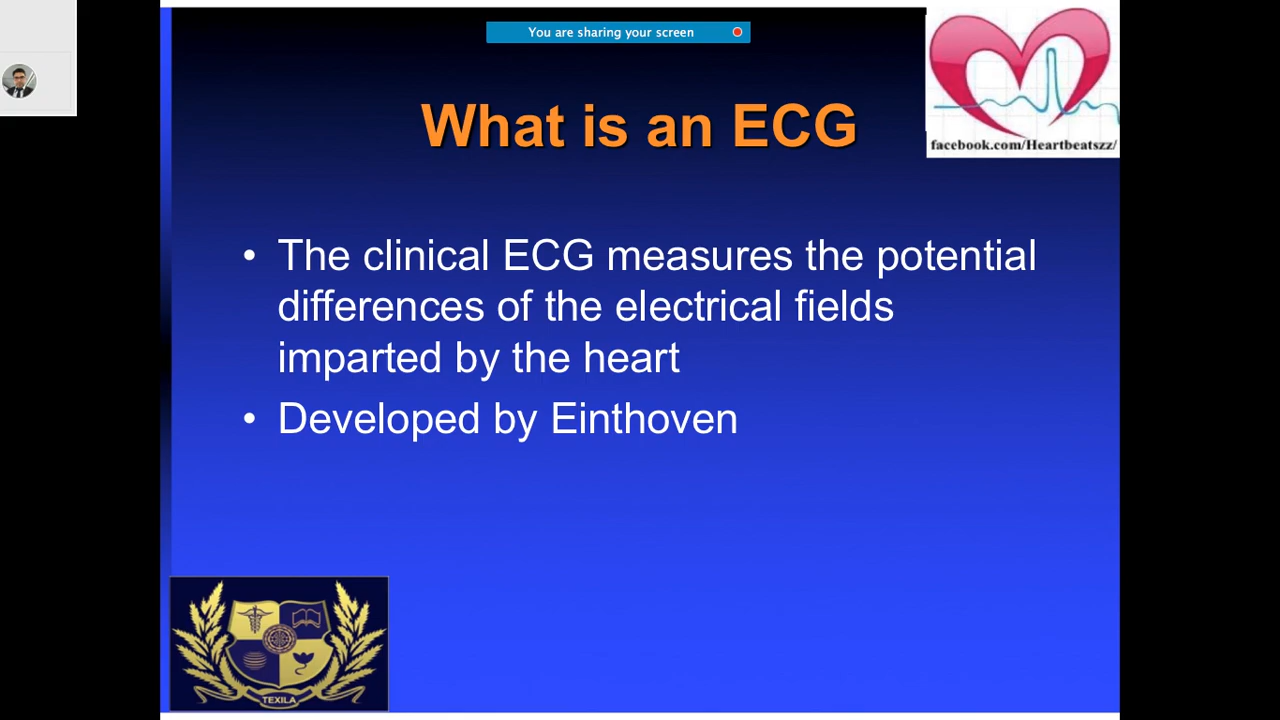 You are sharing your screen
What is an ECG
facebook.com/Heartbeatszz/
• The clinical ECG measures the potential
differences of the electrical fields
imparted by the heart
• Developed by Einthoven
TEXILA